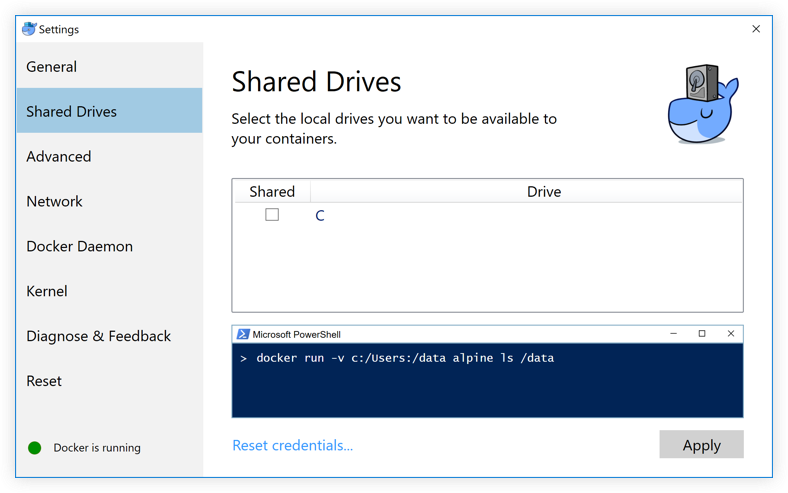 Settings
General
Shared Drives
Advanced
Network
Docker Daemon
Kernel
Diagnose & Feedback
Reset
Docker is running
Shared Drives
Select the local drives you want to be available to
your containers.
Shared Drive
C
Microsoft PowerShell
> docker run -v c:/Users:/data alpine ls /data
Reset credentials...
Apply